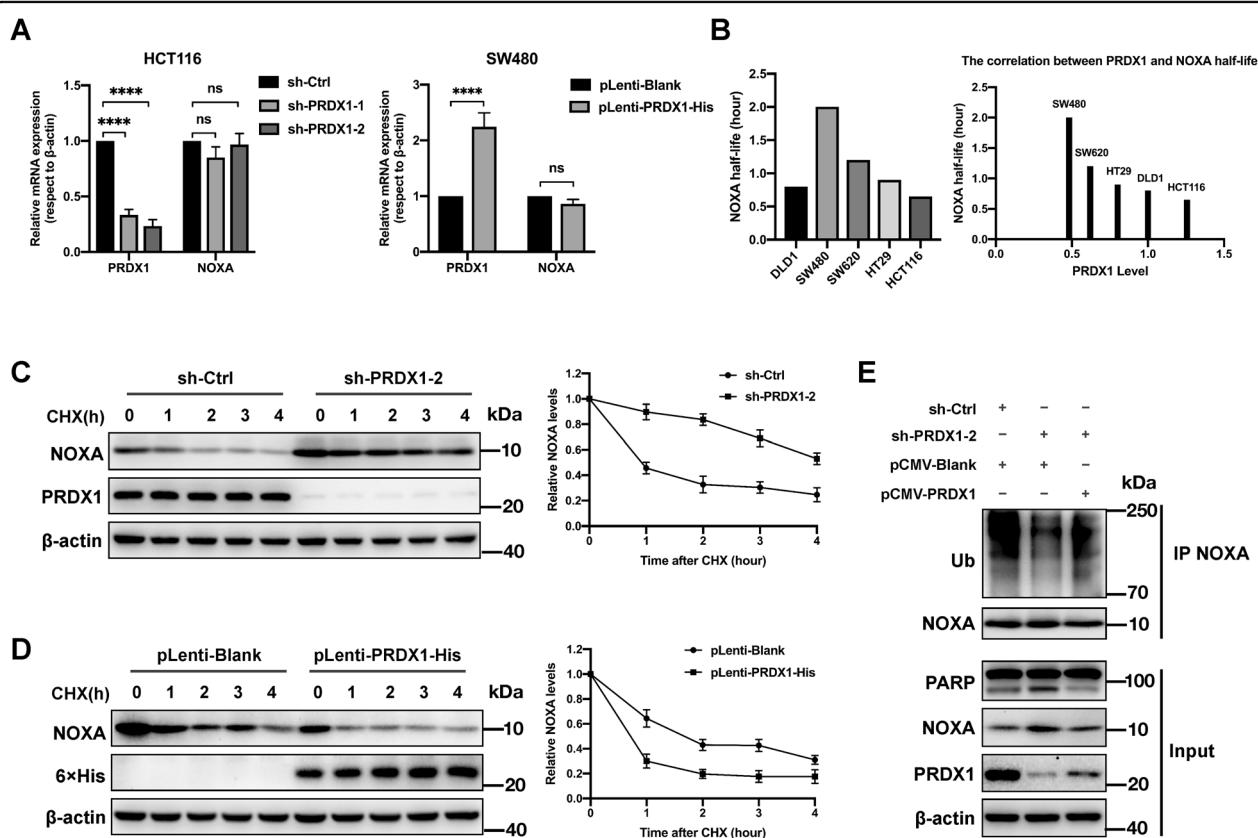 A
HCT116
Relative mRNA expression
(respect to β-actin)
1.5
1.0
0.5
0.0
****
****
ns
ns
PRDX1
NOXA
sh-Ctrl
sh-PRDX1-1
sh-PRDX1-2
SW480
Relative mRNA expression
(respect to β-actin)
3
2
1
0
****
ns
PRDX1
NOXA
pLenti-Blank
pLenti-PRDX1-His
B
NOXA half-life (hour)
2.5
2.0
1.5
1.0
0.5
0.0
DLD1
SW480
SW620
HT29
HCT116
The correlation between PRDX1 and NOXA half-life
NOXA half-life (hour)
2.5
2.0
1.5
1.0
0.5
0.0
SW480
SW620
HT29
DLD1
HCT116
0.0 0.5 1.0 1.5
PRDX1 Level
C
sh-Ctrl sh-PRDX1-2
CHX(h) 0 1 2 3 4 0 1 2 3 4 kDa
NOXA 10
PRDX1 20
β-actin 40
Relative NOXA levels
1.2
1.0
0.8
0.6
0.4
0.2
0.0
sh-Ctrl
sh-PRDX1-2
0 1 2 3 4
Time after CHX (hour)
D
pLenti-Blank pLenti-PRDX1-His
CHX(h) 0 1 2 3 4 0 1 2 3 4 kDa
NOXA 10
6×His 20
β-actin 40
Relative NOXA levels
1.2
1.0
0.8
0.6
0.4
0.2
0.0
pLenti-Blank
pLenti-PRDX1-His
0 1 2 3 4
Time after CHX (hour)
E
sh-Ctrl + − −
sh-PRDX1-2 − + +
pCMV-Blank + + −
pCMV-PRDX1 − − +
kDa
250
Ub
70
NOXA 10
IP NOXA
PARP 100
NOXA 10
PRDX1 20
β-actin 40
Input